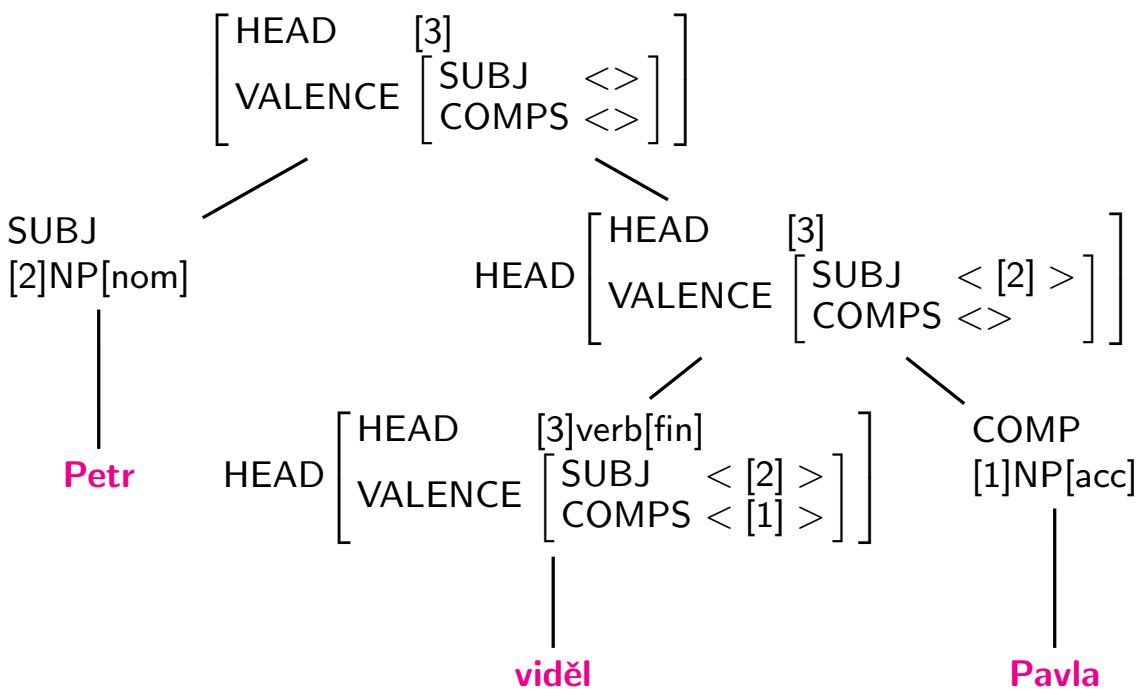 HEAD [3]
VALENCE SUBJ <>
COMPS <>
SUBJ
[2]NP[nom]
HEAD HEAD [3]
VALENCE SUBJ < [2] >
COMPS <>
HEAD HEAD [3]verb[fin]
VALENCE SUBJ < [2] >
COMPS < [1] >
COMP
[1]NP[acc]
Petr
viděl
Pavla